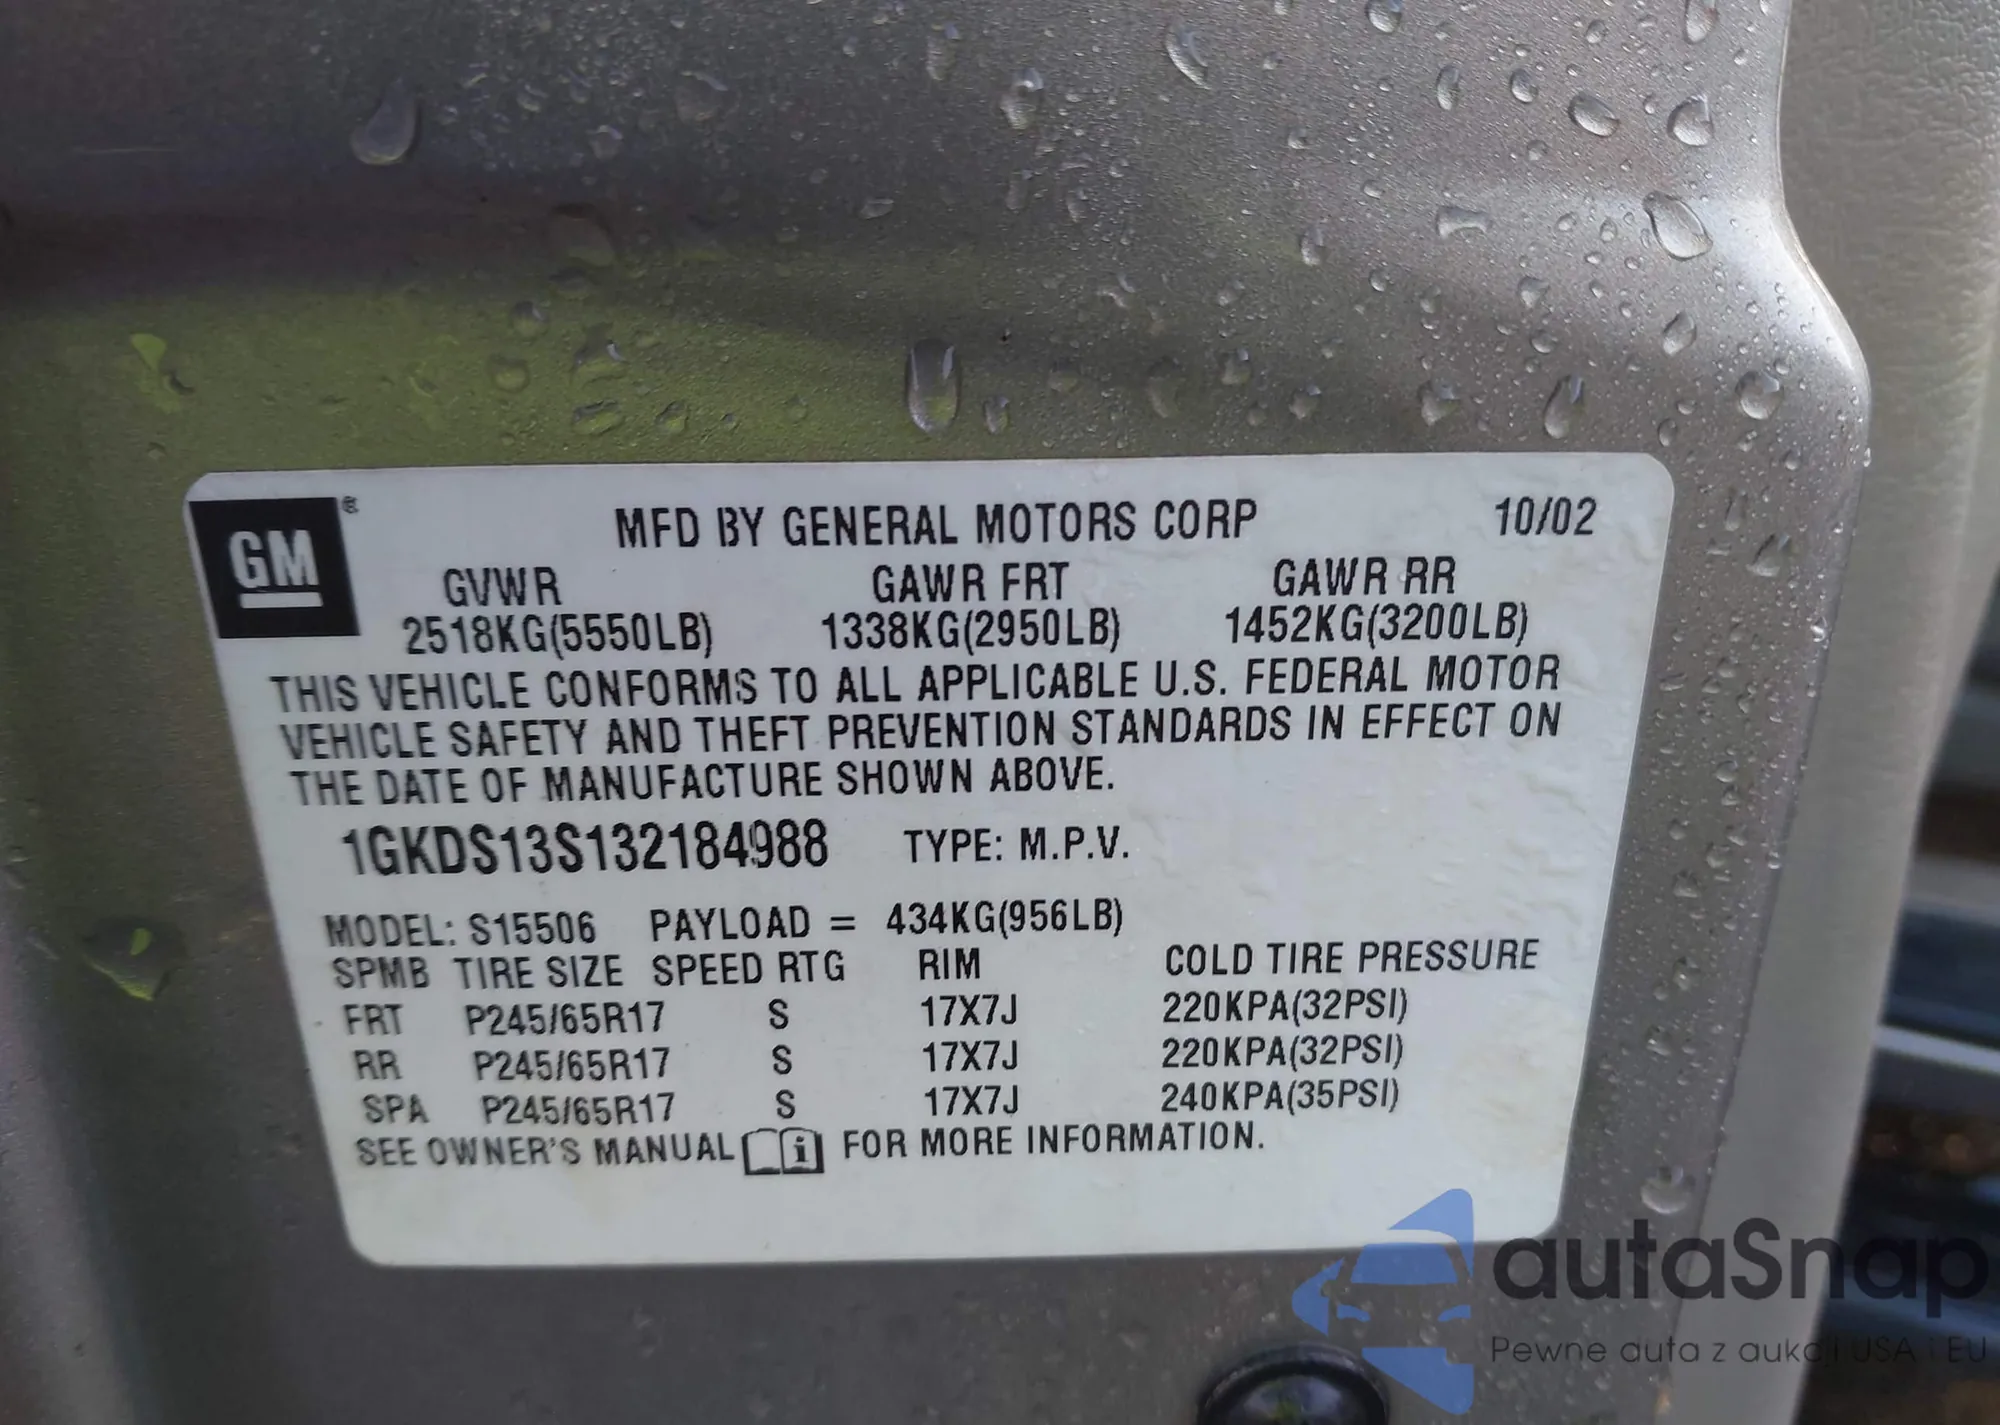 GM ® MFD BY GENERAL MOTORS CORP 10/02
GVWR GAWR FRT GAWR RR
2518KG(5550LB) 1338KG(2950LB) 1452KG(3200LB)
THIS VEHICLE CONFORMS TO ALL APPLICABLE U.S. FEDERAL MOTOR
VEHICLE SAFETY AND THEFT PREVENTION STANDARDS IN EFFECT ON
THE DATE OF MANUFACTURE SHOWN ABOVE.
1GKDS13S132184988 TYPE: M.P.V.
MODEL: S15506 PAYLOAD = 434KG(956LB)
SPMB TIRE SIZE SPEED RTG RIM COLD TIRE PRESSURE
FRT P245/65R17 S 17X7J 220KPA(32PSI)
RR P245/65R17 S 17X7J 220KPA(32PSI)
SPA P245/65R17 S 17X7J 240KPA(35PSI)
SEE OWNER'S MANUAL i FOR MORE INFORMATION.
autaSnap
Pewne auta z aukcji USA i EU